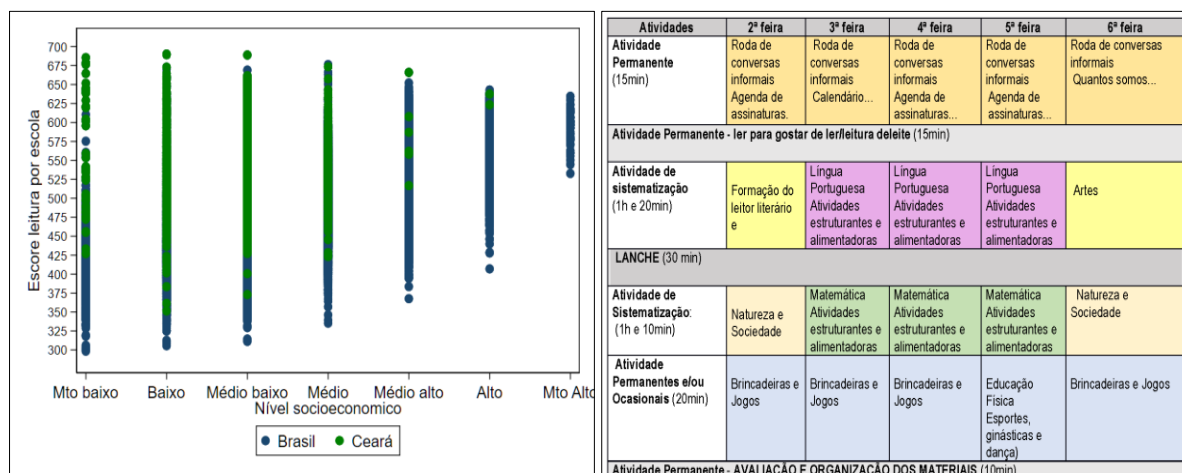 Escore leitura por escola
700
675
650
625
600
575
550
525
500
475
450
425
400
375
350
325
300
Mto baixo Baixo Médio baixo Médio Médio alto Alto Mto Alto
Nível socioeconomico
Brasil Ceará
Atividades 2ª feira 3ª feira 4ª feira 5ª feira 6ª feira
Atividade
Permanente
(15min)
Roda de
conversas
informais
Agenda de
assinaturas.
Roda de
conversas
informais
Calendário...
Roda de
conversas
informais
Agenda de
assinaturas...
Roda de
conversas
informais
Agenda de
assinaturas...
Roda de conversas
informais
Quantos somos...
Atividade Permanente - ler para gostar de ler/leitura deleite (15min)
Atividade de
sistematização
(1h e 20min)
Formação do
leitor literário
e
Língua
Portuguesa
Atividades
estruturantes e
alimentadoras
Língua
Portuguesa
Atividades
estruturantes e
alimentadoras
Língua
Portuguesa
Atividades
estruturantes e
alimentadoras
Artes
LANCHE (30 min)
Atividade de
Sistematização:
(1h e 10min)
Natureza e
Sociedade
Matemática
Atividades
estruturantes e
alimentadoras
Matemática
Atividades
estruturantes e
alimentadoras
Matemática
Atividades
estruturantes e
alimentadoras
Natureza e
Sociedade
Atividade
Permanentes e/ou
Ocasionais (20min)
Brincadeiras e
Jogos
Brincadeiras e
Jogos
Brincadeiras e
Jogos
Educação
Física
Esportes,
ginásticas e
dança)
Brincadeiras e Jogos
Atividade Permanente - AVALIAÇÃO E ORGANIZAÇÃO DOS MATERIAIS (10min)